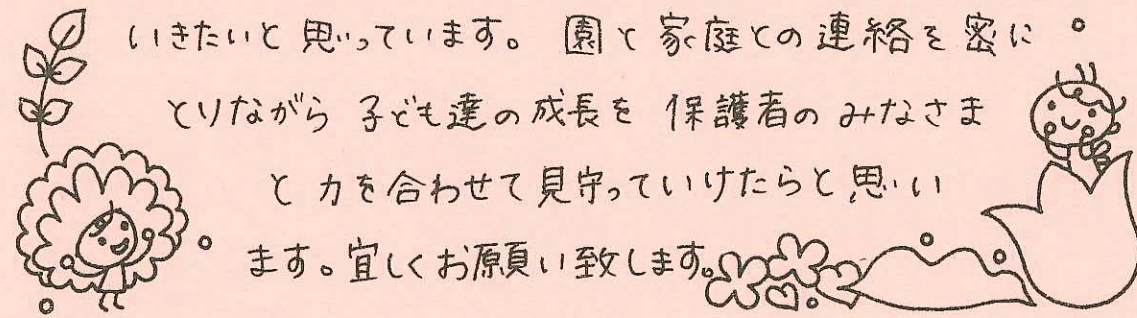 いきたいと思っています。園と家庭との連絡を密に
とりながら子ども達の成長を保護者のみなさま
と力を合わせて見守っていけたらと思い
ます。宜しくお願い致します。